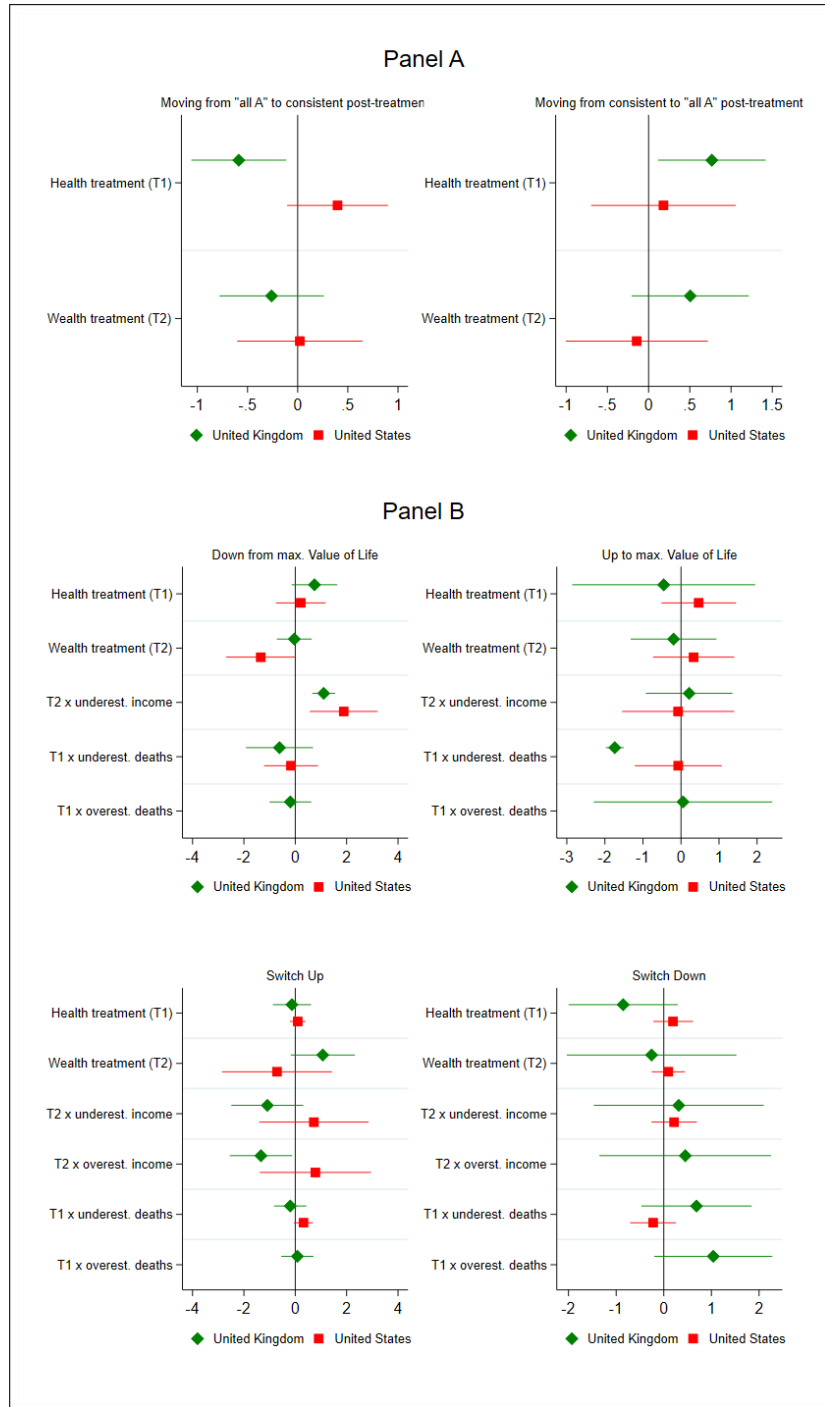 Panel A
Moving from "all A" to consistent post-treatmen
Health treatment (T1)
Wealth treatment (T2)
-1 -.5 0 .5 1
United Kingdom United States
Moving from consistent to "all A" post-treatment
Health treatment (T1)
Wealth treatment (T2)
-1 -.5 0 .5 1 1.5
United Kingdom United States
Panel B
Down from max. Value of Life
Health treatment (T1)
Wealth treatment (T2)
T2 x underest. income
T1 x underest. deaths
T1 x overest. deaths
-4 -2 0 2 4
United Kingdom United States
Up to max. Value of Life
Health treatment (T1)
Wealth treatment (T2)
T2 x underest. income
T1 x underest. deaths
T1 x overest. deaths
-3 -2 -1 0 1 2
United Kingdom United States
Switch Up
Health treatment (T1)
Wealth treatment (T2)
T2 x underest. income
T2 x overest. income
T1 x underest. deaths
T1 x overest. deaths
-4 -2 0 2 4
United Kingdom United States
Switch Down
Health treatment (T1)
Wealth treatment (T2)
T2 x underest. income
T2 x overest. income
T1 x underest. deaths
T1 x overest. deaths
-2 -1 0 1 2
United Kingdom United States